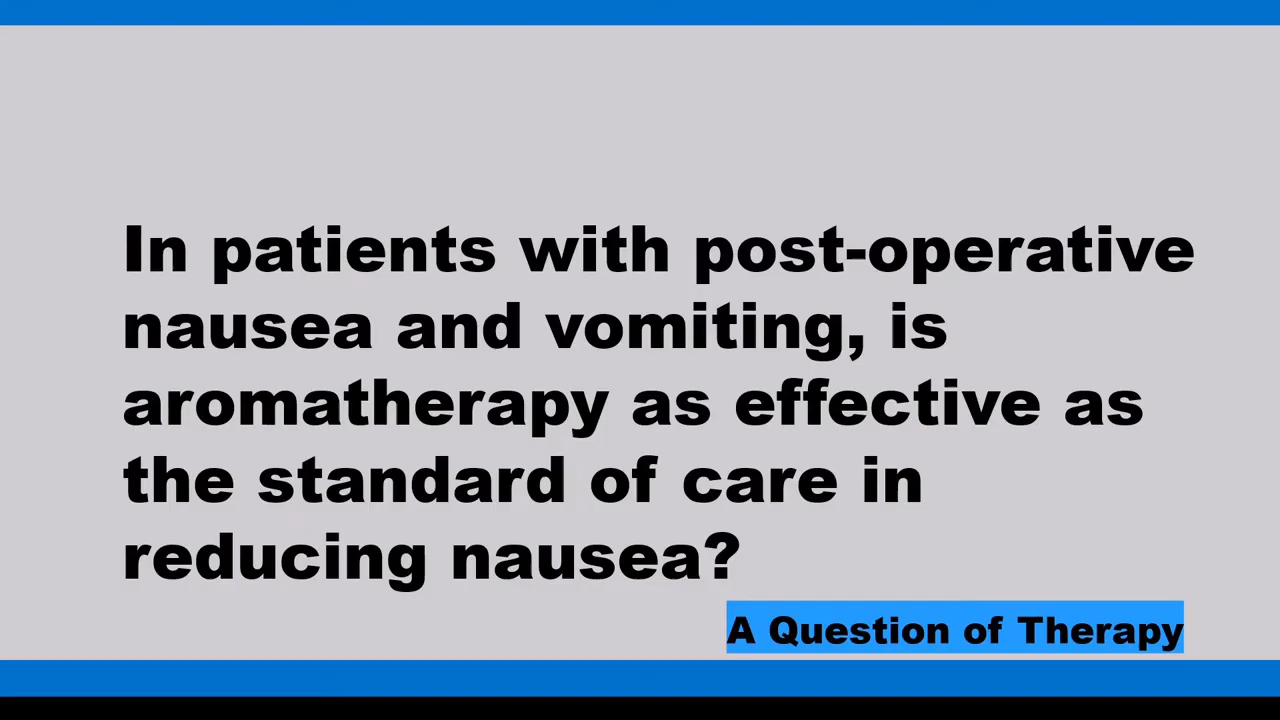 In patients with post-operative
nausea and vomiting, is
aromatherapy as effective as
the standard of care in
reducing nausea?
A Question of Therapy